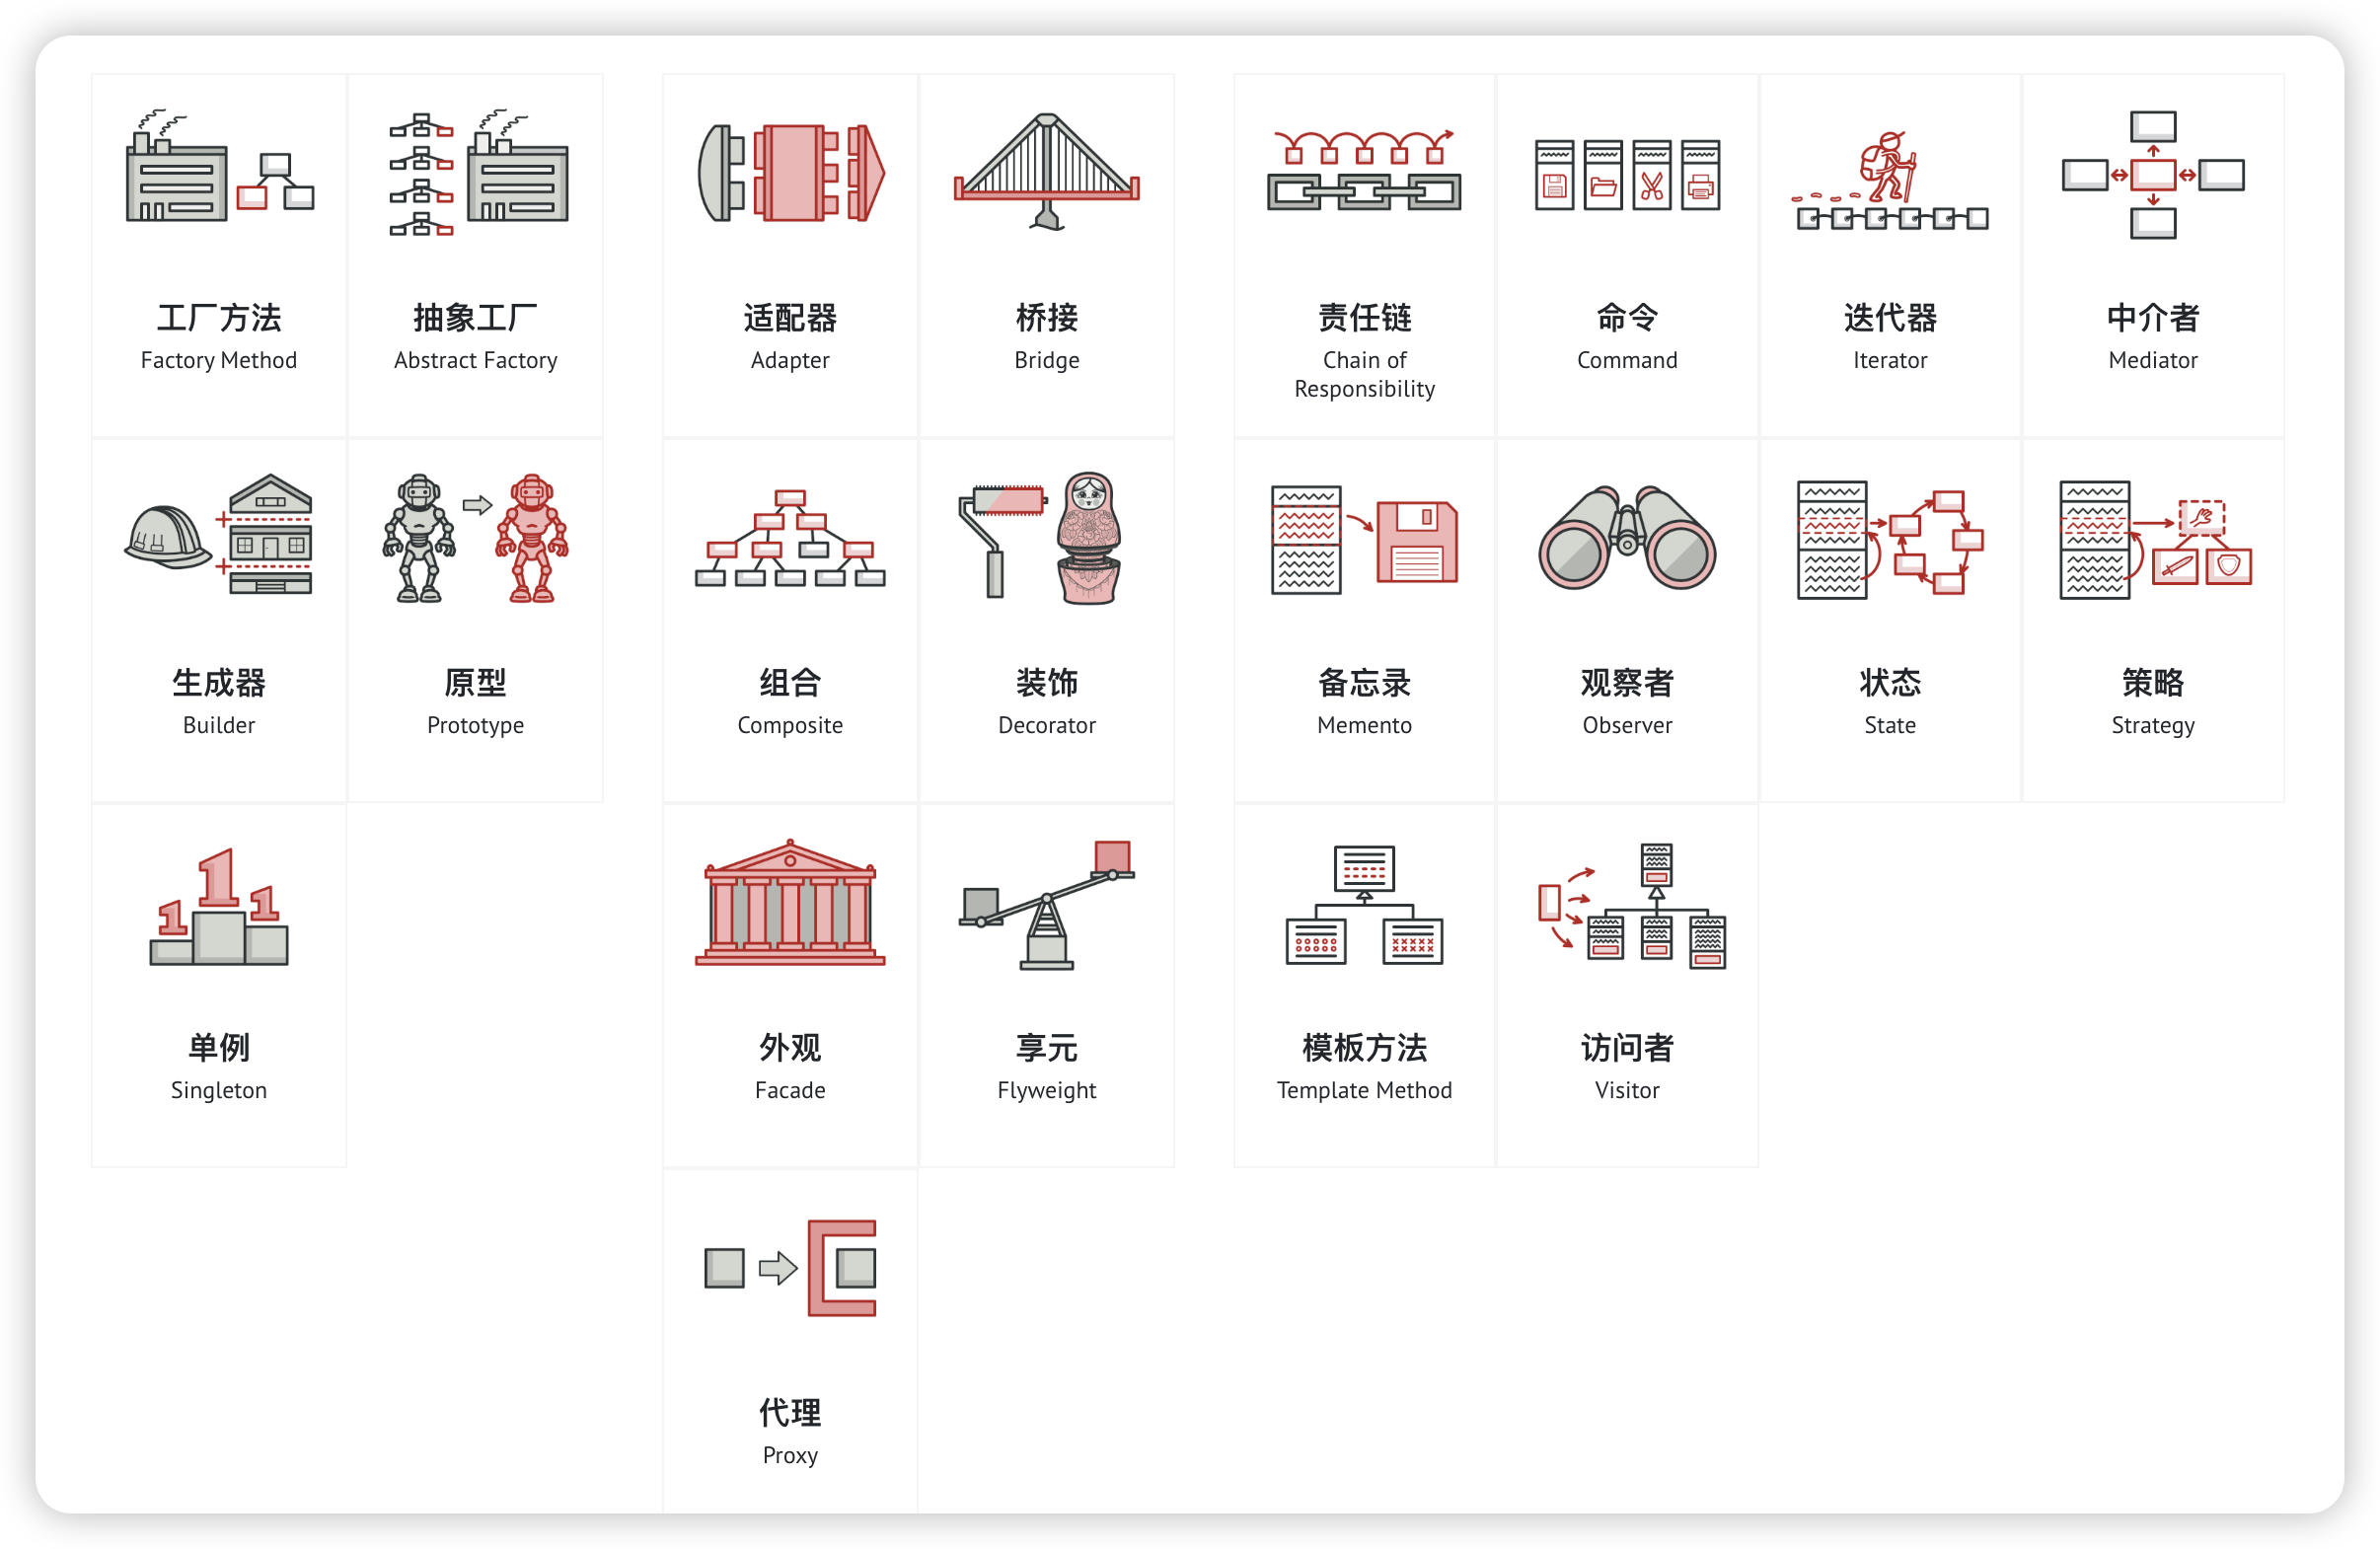 工厂方法
Factory Method
抽象工厂
Abstract Factory
生成器
Builder
原型
Prototype
单例
Singleton
适配器
Adapter
桥接
Bridge
组合
Composite
装饰
Decorator
外观
Facade
享元
Flyweight
代理
Proxy
责任链
Chain of
Responsibility
命令
Command
迭代器
Iterator
中介者
Mediator
备忘录
Memento
观察者
Observer
状态
State
策略
Strategy
模板方法
Template Method
访问者
Visitor
1
1
1